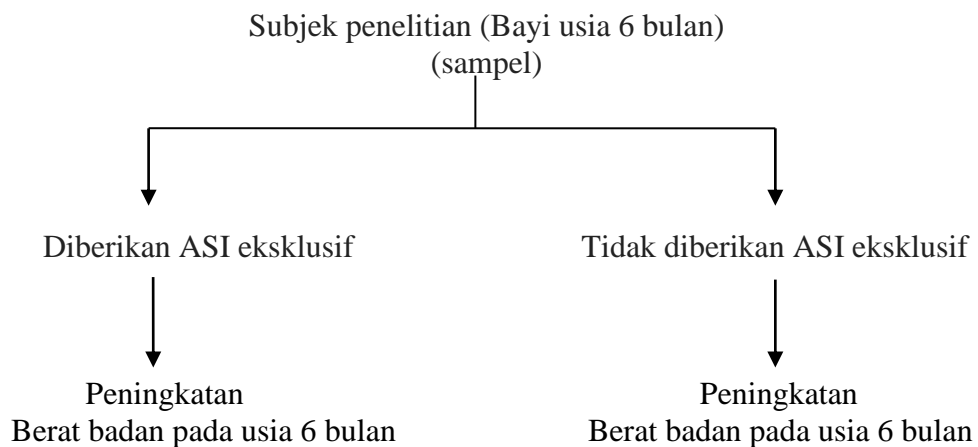 Subjek penelitian (Bayi usia 6 bulan)
(sampel)
Diberikan ASI eksklusif
Tidak diberikan ASI eksklusif
Peningkatan
Berat badan pada usia 6 bulan
Peningkatan
Berat badan pada usia 6 bulan